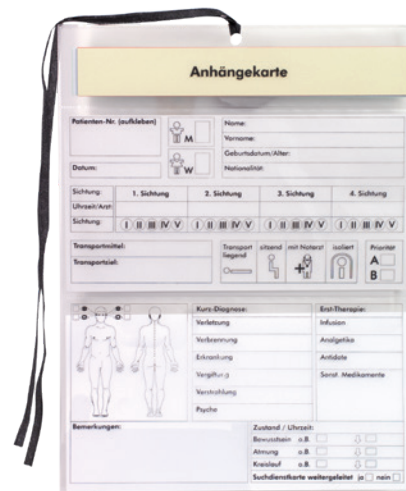 Anhängekarte
Patienten-Nr. (aufkleben)
M
Name:
Vorname:
Geburtsdatum/Alter:
Datum:
W
Nationalität:
Sichtung: 1. Sichtung 2. Sichtung 3. Sichtung 4. Sichtung
Uhrzeit/Arzt:
Sichtung: I II III IV V I II III IV V I II III IV V I II III IV V
Transportmittel:
Transportziel:
Transport liegend
sitzend
mit Notarzt
isoliert
Priorität
A
B
Kurz-Diagnose: Erst-Therapie:
Verletzung Infusion
Verbrennung Analgetika
Erkrankung Antidote
Vergiftung Sonst. Medikamente
Verstrahlung
Psyche
Bemerkungen:
Zustand / Uhrzeit:
Bewusstsein o.B.
Atmung o.B.
Kreislauf o.B.
Suchdienstkarte weitergeleitet ja nein